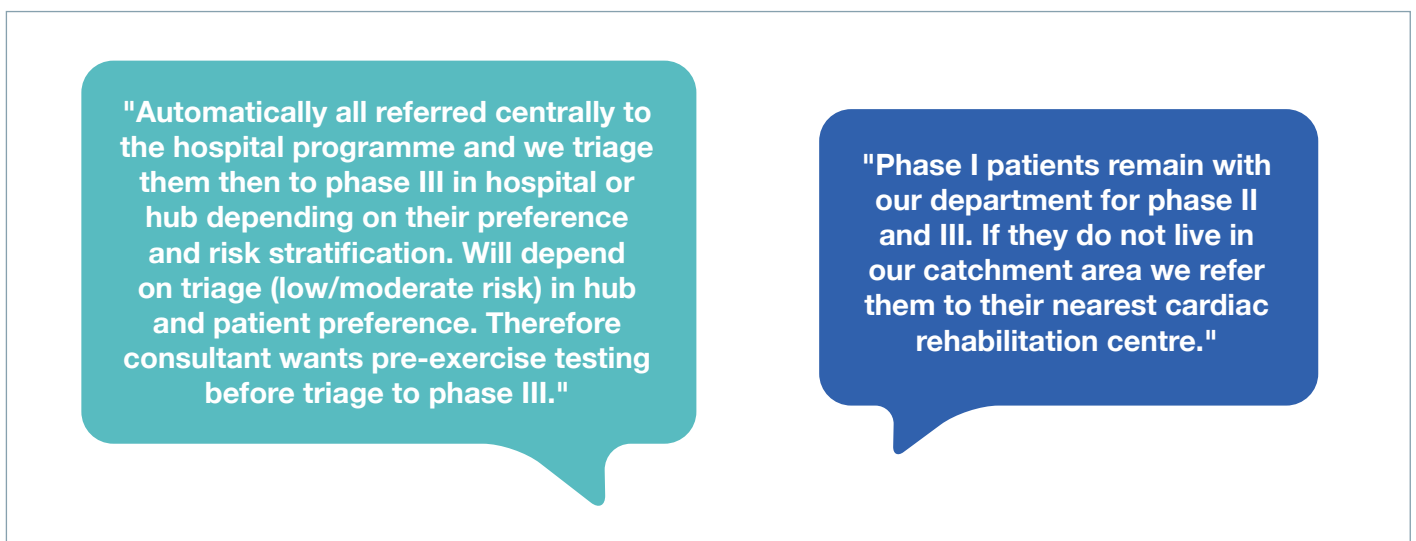 "Automatically all referred centrally to
the hospital programme and we triage
them then to phase III in hospital or
hub depending on their preference
and risk stratification. Will depend
on triage (low/moderate risk) in hub
and patient preference. Therefore
consultant wants pre-exercise testing
before triage to phase III."
"Phase I patients remain with
our department for phase II
and III. If they do not live in
our catchment area we refer
them to their nearest cardiac
rehabilitation centre."